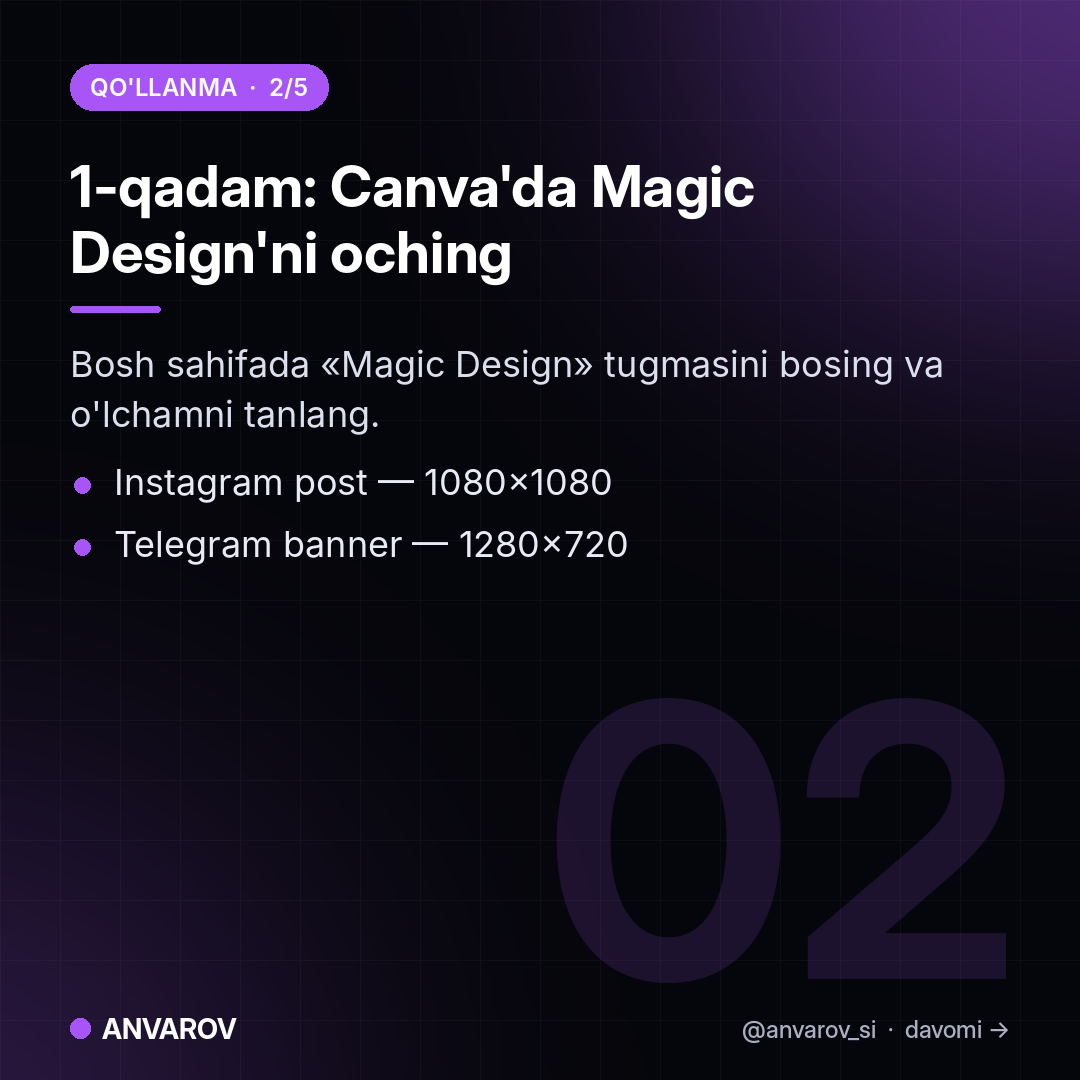 QO'LLANMA · 2/5
1-qadam: Canva'da Magic
Design'ni oching
Bosh sahifada «Magic Design» tugmasini bosing va
o'lchamni tanlang.
Instagram post — 1080×1080
Telegram banner — 1280×720
02
ANVAROV
@anvarov_si · davomi →